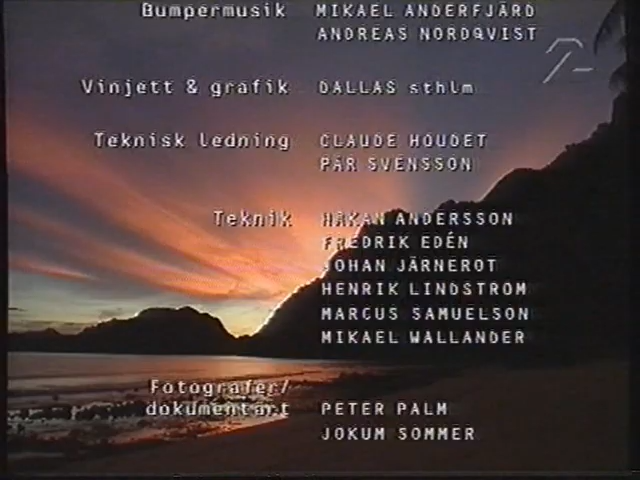 Bumpermusik MIKAEL ANDERFJÄRD
ANDREAS NORDQVIST
2
Vinjett & grafik DALLAS sthlm
Teknisk ledning CLAUDE HOUDET
PÄR SVENSSON
Teknik HÅKAN ANDERSSON
FREDRIK EDÉN
JOHAN JÄRNEROT
HENRIK LINDSTROM
MARCUS SAMUELSON
MIKAEL WALLANDER
Fotografer/
dokumentärt PETER PALM
JOKUM SOMMER